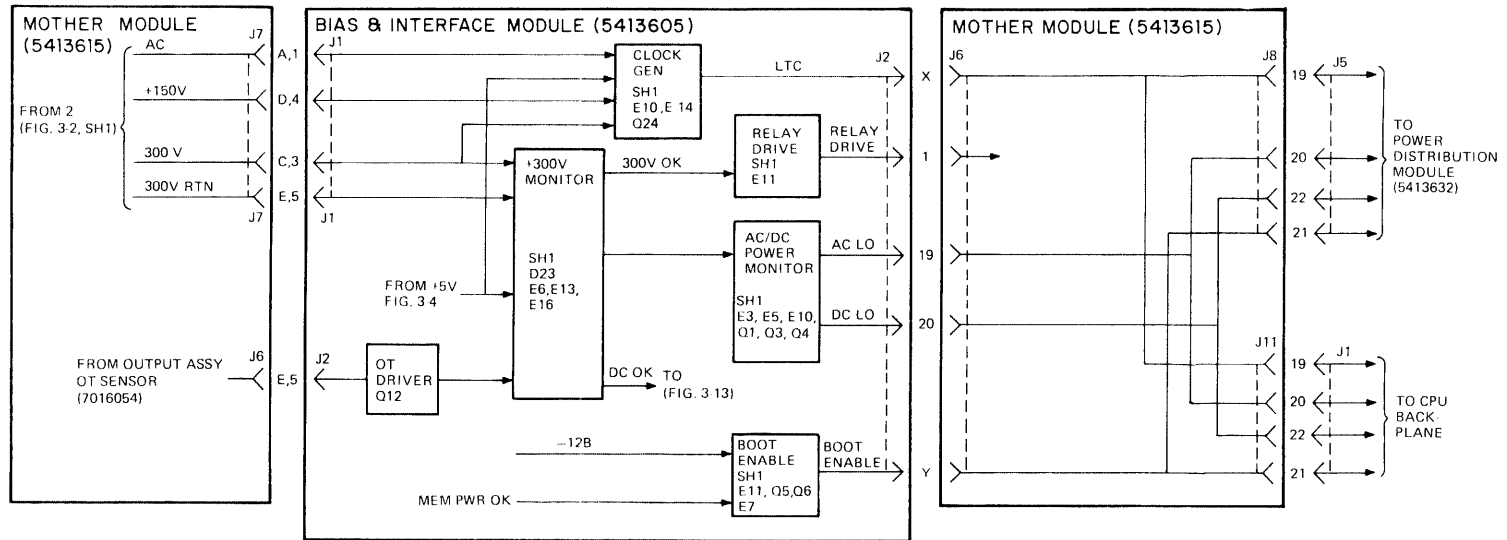 MOTHER MODULE
(5413615)
AC
J7
A,1
+150V
D,4
FROM 2
(FIG. 3-2, SH1)
300 V
C,3
300V RTN
E,5
J7
FROM OUTPUT ASSY
OT SENSOR
(7016054)
J6
E,5
BIAS & INTERFACE MODULE (5413605)
J1
J1
CLOCK
GEN
SH1
E10, E 14
Q24
LTC
J2
X
+300V
MONITOR
SH1
D23
E6, E13,
E16
300V OK
RELAY
DRIVE
SH1
E11
RELAY
DRIVE
1
AC/DC
POWER
MONITOR
SH1
E3, E5, E10,
Q1, Q3, Q4
AC LO
19
DC LO
20
FROM +5V
FIG. 3-4
J2
OT
DRIVER
Q12
DC OK
TO
(FIG. 3-13)
-12B
MEM PWR OK
BOOT
ENABLE
SH1
E11, Q5,Q6
E7
BOOT
ENABLE
Y
MOTHER MODULE (5413615)
J6
J8
19
J5
20
22
21
TO
POWER
DISTRIBUTION
MODULE
(5413632)
J11
19
J1
20
22
21
TO CPU
BACK-
PLANE